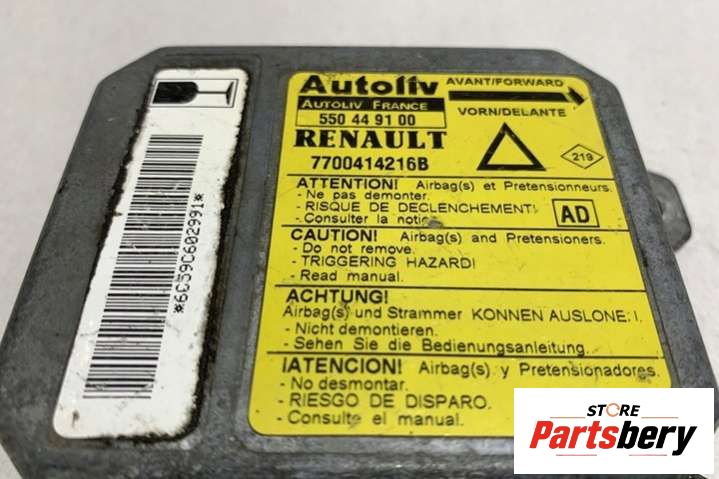 *6C59C602991*
Autoliv
AUTOLIV FRANCE
550 44 91 00
RENAULT
7700414216B
AVANT/FORWARD
VORN/DELANTE
219
ATTENTION! Airbag(s) et Pretensionneurs.
- Ne pas demonter.
- RISQUE DE DECLENCHEMENT!
- Consulter la notice
AD
CAUTION! Airbag(s) and Pretensioners.
- Do not remove.
- TRIGGERING HAZARD!
- Read manual.
ACHTUNG!
Airbag(s) und Strammer KONNEN AUSLONE:!.
- Nicht demontieren.
- Sehen Sie die Bedienungsanleitung.
¡ATENCION! Airbag(s) y Pretensionadores.
- No desmontar.
- RIESGO DE DISPARO.
- Consulte el manual.
STORE
Partsbery